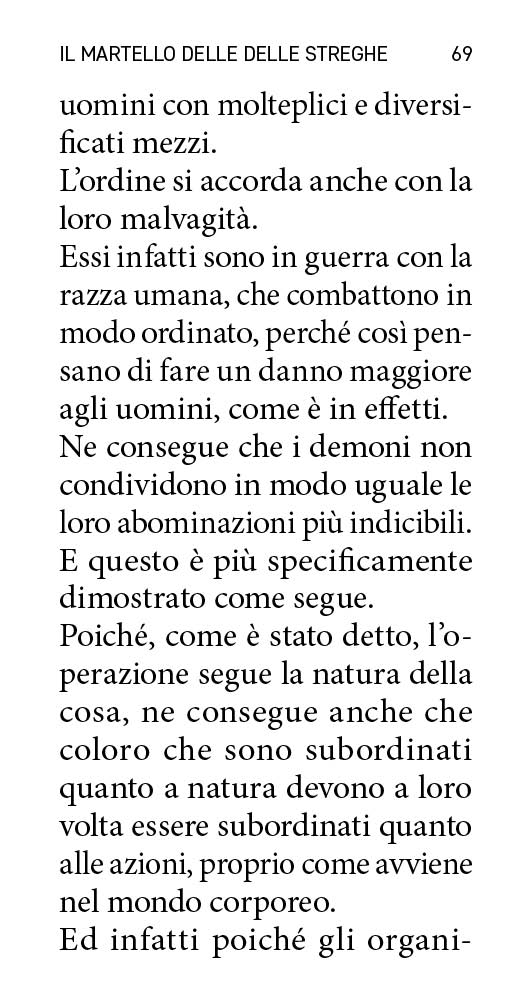 IL MARTELLO DELLE DELLE STREGHE 69
uomini con molteplici e diversi-
ficati mezzi.
L’ordine si accorda anche con la
loro malvagità.
Essi infatti sono in guerra con la
razza umana, che combattono in
modo ordinato, perché così pen-
sano di fare un danno maggiore
agli uomini, come è in effetti.
Ne consegue che i demoni non
condividono in modo uguale le
loro abominazioni più indicibili.
E questo è più specificamente
dimostrato come segue.
Poiché, come è stato detto, l’o-
perazione segue la natura della
cosa, ne consegue anche che
coloro che sono subordinati
quanto a natura devono a loro
volta essere subordinati quanto
alle azioni, proprio come avviene
nel mondo corporeo.
Ed infatti poiché gli organi-